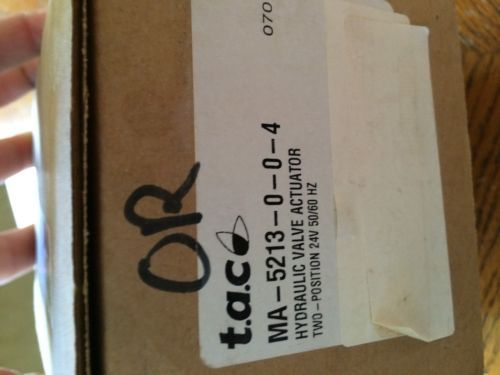 OR
t.a.c
MA-5213-0-0-4
HYDRAULIC VALVE ACTUATOR
TWO-POSITION 24V 50/60 HZ
070